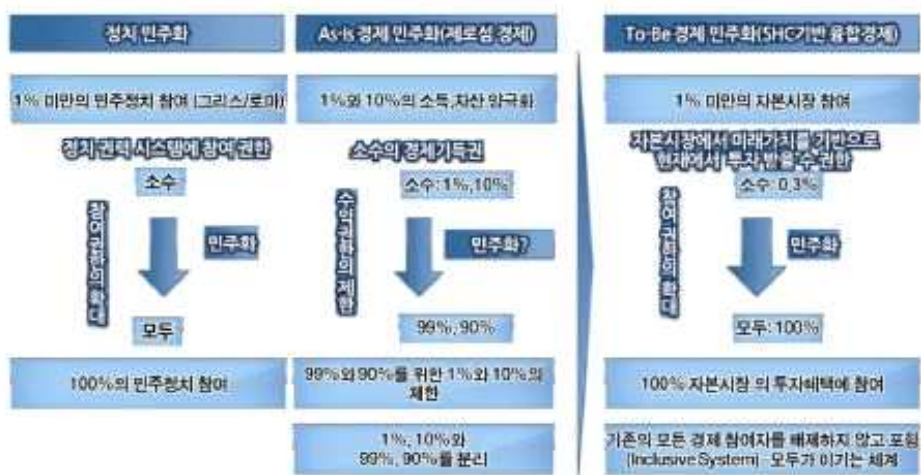 정치 민주화
1% 미만의 민주정치 참여 (그리스/로마)
정치 권력 시스템에 참여 권한
소수
참여 권한의 확대
민주화
모두
100%의 민주정치 참여
As-Is 경제 민주화(제로섬 경제)
1%와 10%의 소득,자산 양극화
소수의 경제기득권
소수: 1%,10%
수익 권한의 제한
민주화?
99%, 90%
99%와 90%를 위한 1%와 10%의
제한
1%, 10%와
99%, 90%를 분리
To-Be 경제 민주화(SHC기반 융합경제)
1% 미만의 자본시장 참여
자본시장에서 미래가치를 기반으로
현재에서 투자 받을 수 권한
소수: 0.3%
참여 권한의 확대
민주화
모두: 100%
100% 자본시장 의 투자혜택에 참여
기존의 모든 경제 참여자를 배제하지 않고 포함
(Inclusive System) - 모두가 이기는 체계